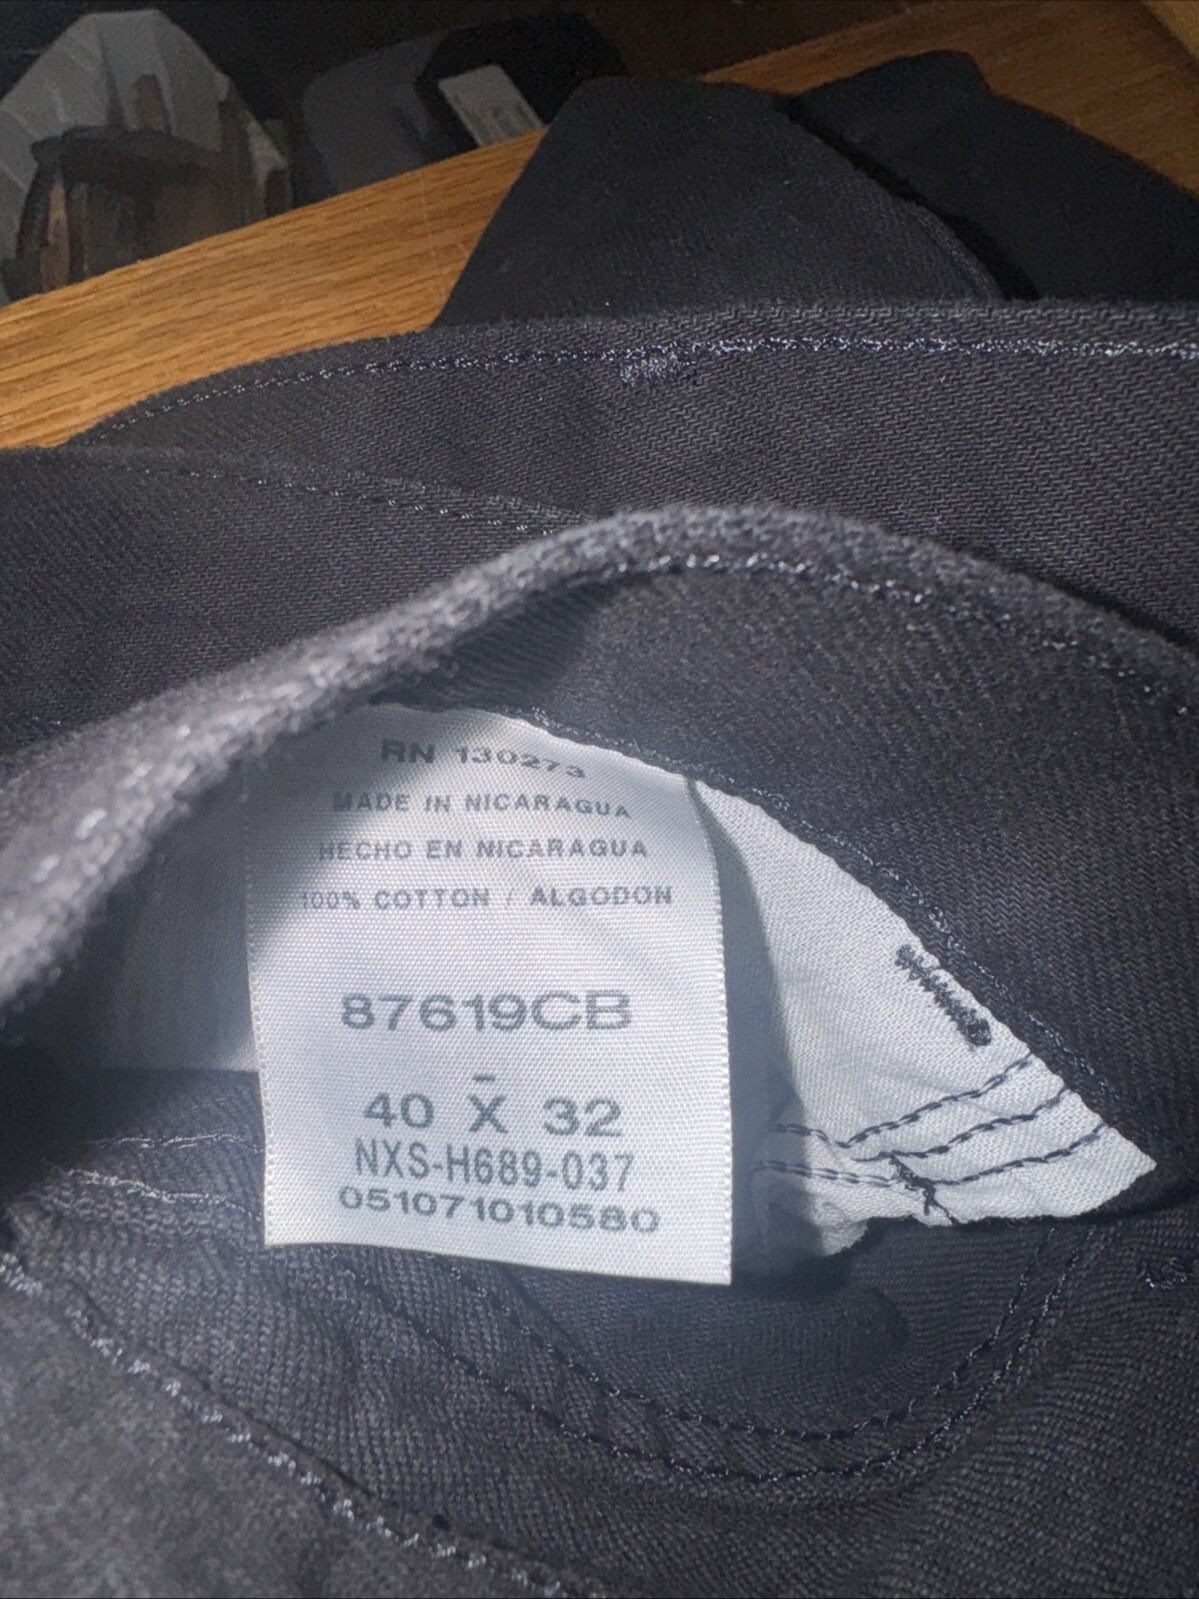 RN 130273
MADE IN NICARAGUA
HECHO EN NICARAGUA
100% COTTON / ALGODON
87619CB
-
40 X 32
NXS-H689-037
051071010580